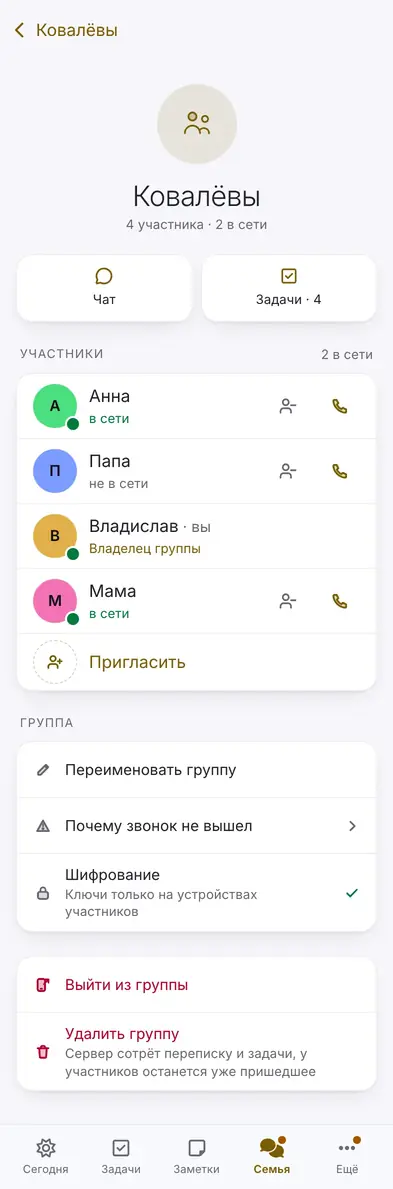 Ковалёвы
Ковалёвы
4 участника · 2 в сети
Чат
Задачи · 4
УЧАСТНИКИ
2 в сети
А
Анна
в сети
П
Папа
не в сети
В
Владислав · вы
Владелец группы
М
Мама
в сети
Пригласить
ГРУППА
Переименовать группу
Почему звонок не вышел
Шифрование
Ключи только на устройствах
участников
Выйти из группы
Удалить группу
Сервер сотрёт переписку и задачи, у
участников останется уже пришедшее
Сегодня
Задачи
Заметки
Семья
Ещё